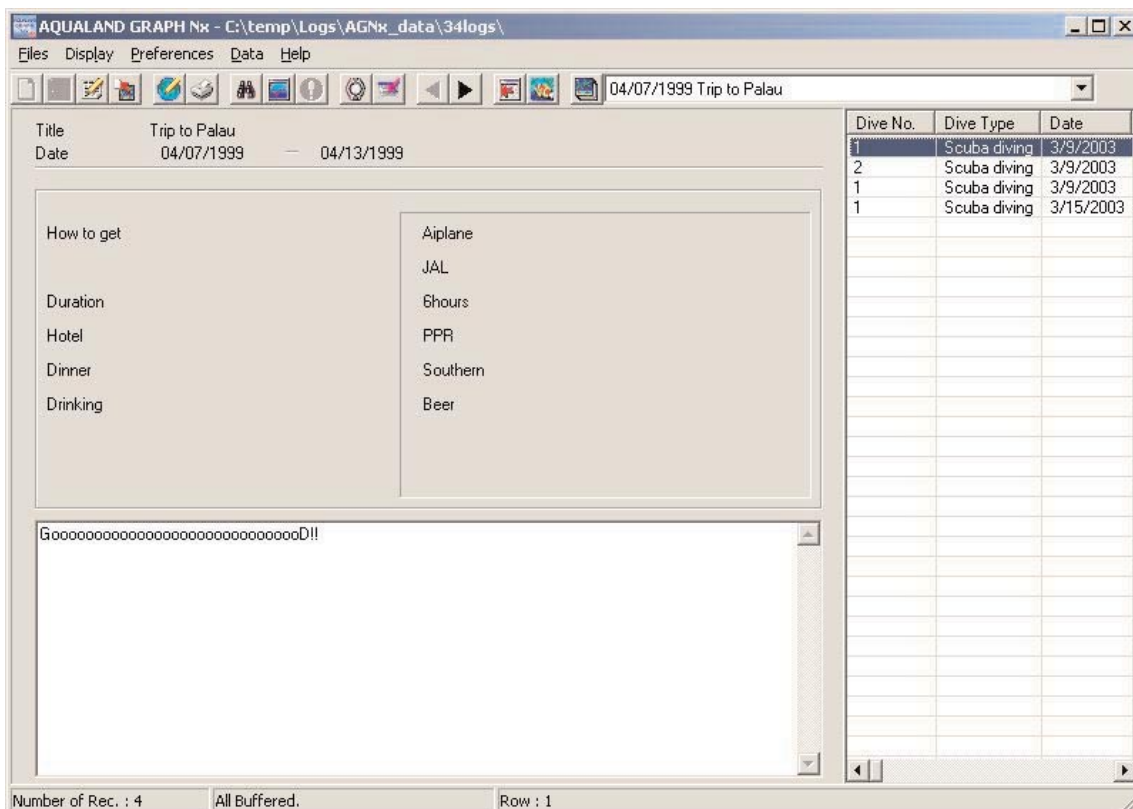 AQUALAND GRAPH Nx - C:\temp\Logs\AGNx_data\34logs\
Files Display Preferences Data Help
04/07/1999 Trip to Palau
Title Trip to Palau
Date 04/07/1999 — 04/13/1999
How to get Aiplane
JAL
Duration 6hours
Hotel PPR
Dinner Southern
Drinking Beer
GooooooooooooooooooooooooooooooD!!
Dive No. Dive Type Date
1 Scuba diving 3/9/2003
2 Scuba diving 3/9/2003
1 Scuba diving 3/9/2003
1 Scuba diving 3/15/2003
Number of Rec. : 4 All Buffered. Row : 1